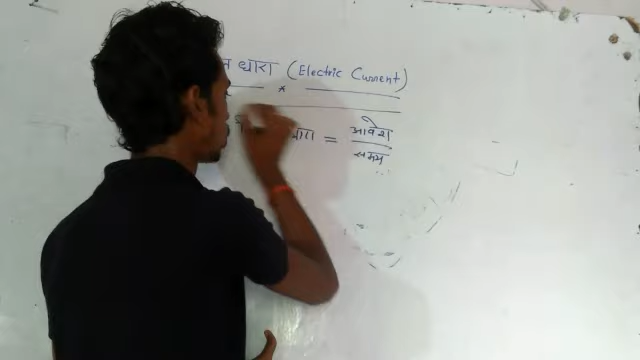 धारा (Electric Current)
धारा = आवेश
समय